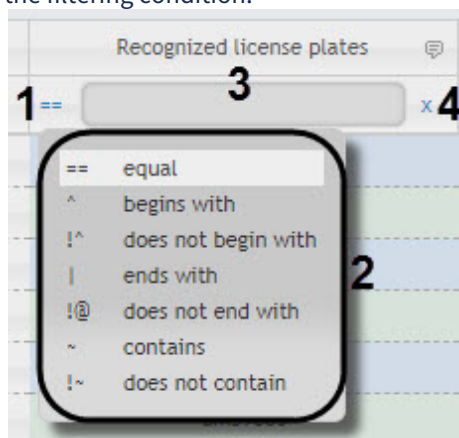 the filtering condition.
Recognized license plates
1 == 3 x 4
== equal
^ begins with
!^ does not begin with
| ends with
2
!@ does not end with
~ contains
!~ does not contain